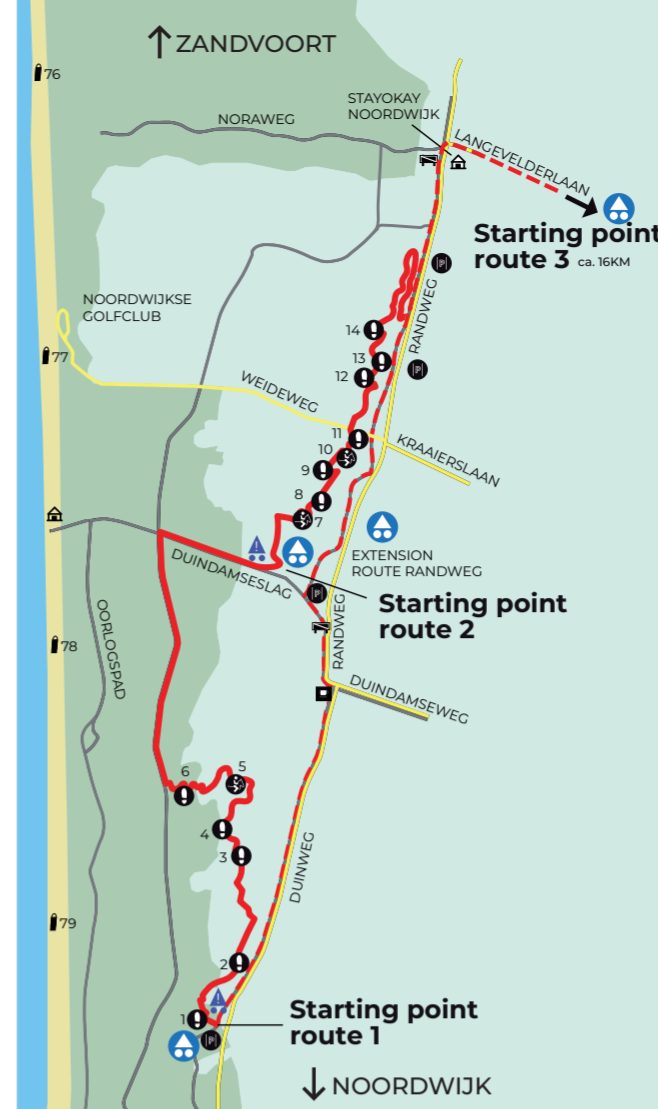 ↑ ZANDVOORT
76
STAYOKAY
NOORDWIJK
NORAWEG
LANGEVELDERLAAN
Starting point
route 3 ca. 16KM
P
NOORDWIJKSE
GOLFCLUB
14
RANDWEG
77
13
P
12
WEIDEWEG
11
KRAAIERSLAAN
10
9
8
7
EXTENSION
ROUTE RANDWEG
DUINDAMSESLAG
P
Starting point
route 2
OORLOGSPAD
RANDWEG
78
DUINDAMSEWEG
5
6
4
3
DUINWEG
79
2
Starting point
route 1
1
P
↓ NOORDWIJK